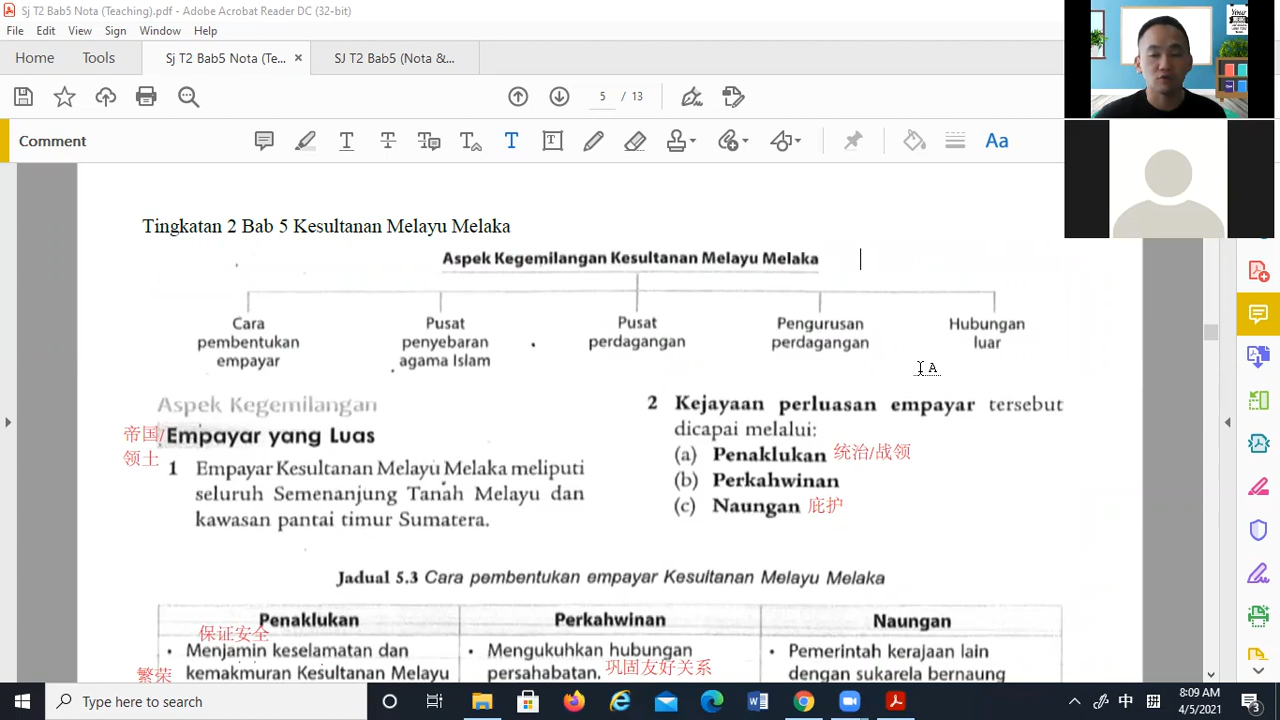 Sj T2 Bab5 Nota (Teaching).pdf - Adobe Acrobat Reader DC (32-bit)
File Edit View Sign Window Help
Home Tools Sj T2 Bab5 Nota (Te... × SJ T2 Bab5 (Nota &...
5 / 13
Comment
Aa
Tingkatan 2 Bab 5 Kesultanan Melayu Melaka
Aspek Kegemilangan Kesultanan Melayu Melaka
Cara
pembentukan
empayar
Pusat
penyebaran
agama Islam
Pusat
perdagangan
Pengurusan
perdagangan
Hubungan
luar
Aspek Kegemilangan
帝国/
领土
Empayar yang Luas
1 Empayar Kesultanan Melayu Melaka meliputi
seluruh Semenanjung Tanah Melayu dan
kawasan pantai timur Sumatera.
2 Kejayaan perluasan empayar tersebut
dicapai melalui:
(a) Penaklukan 统治/战领
(b) Perkahwinan
(c) Naungan 庇护
Jadual 5.3 Cara pembentukan empayar Kesultanan Melayu Melaka
Penaklukan
保证安全
• Menjamin keselamatan dan
繁荣 kemakmuran Kesultanan Melayu
Perkahwinan
• Mengukuhkan hubungan
persahabatan. 巩固友好关系
Naungan
• Pemerintah kerajaan lain
dengan sukarela bernaung
Type here to search
中 拼
8:09 AM
4/5/2021
3